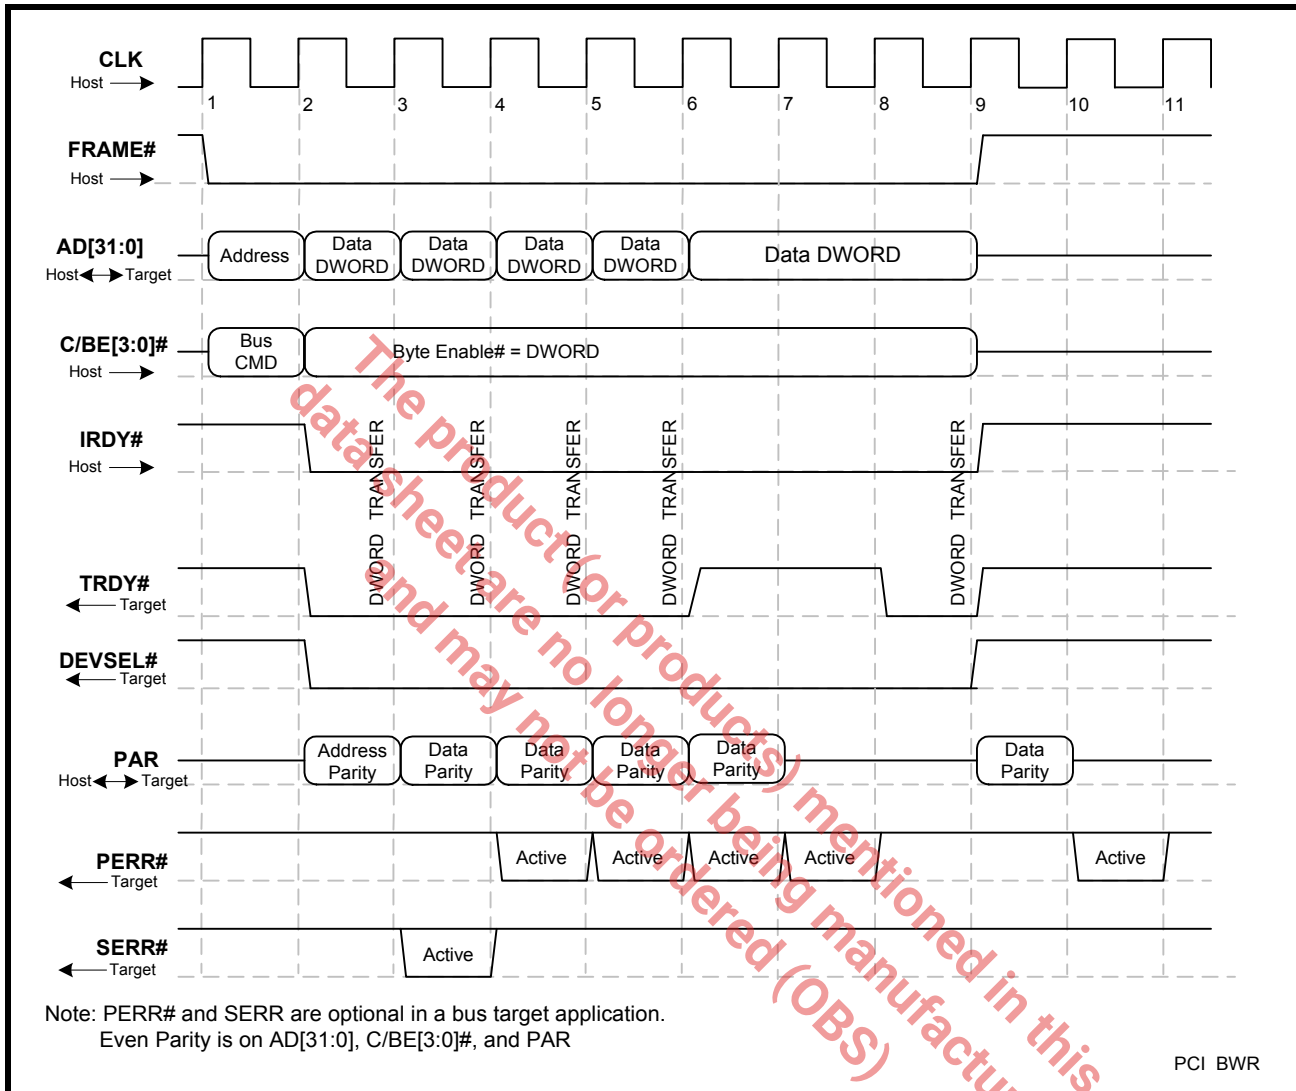 CLK
Host
1 2 3 4 5 6 7 8 9 10 11
FRAME#
Host
AD[31:0]
Host Target
Address
Data
DWORD
Data
DWORD
Data
DWORD
Data
DWORD
Data DWORD
C/BE[3:0]#
Host
Bus
CMD
Byte Enable# = DWORD
IRDY#
Host
DWORD TRANSFER
DWORD TRANSFER
DWORD TRANSFER
DWORD TRANSFER
DWORD TRANSFER
TRDY#
Target
DEVSEL#
Target
PAR
Host Target
Address
Parity
Data
Parity
Data
Parity
Data
Parity
Data
Parity
Data
Parity
PERR#
Target
Active
Active
Active
Active
Active
SERR#
Target
Active
Note: PERR# and SERR are optional in a bus target application.
Even Parity is on AD[31:0], C/BE[3:0]#, and PAR
PCI BWR
The product (or products) mentioned in this
data sheet are no longer being manufactur
and may not be ordered (OBS)